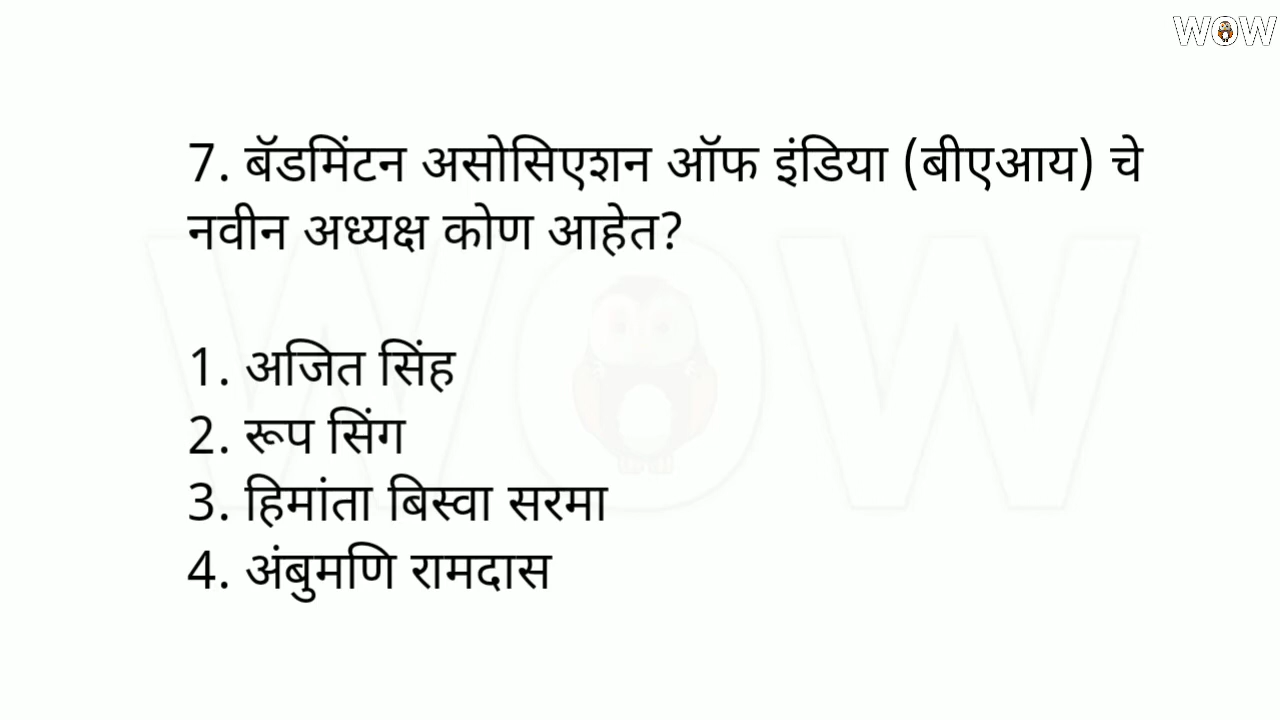 WOW
7. बॅडमिंटन असोसिएशन ऑफ इंडिया (बीएआय) चे
नवीन अध्यक्ष कोण आहेत?
1. अजित सिंह
2. रूप सिंग
3. हिमांता बिस्वा सरमा
4. अंबुमणि रामदास
WOW